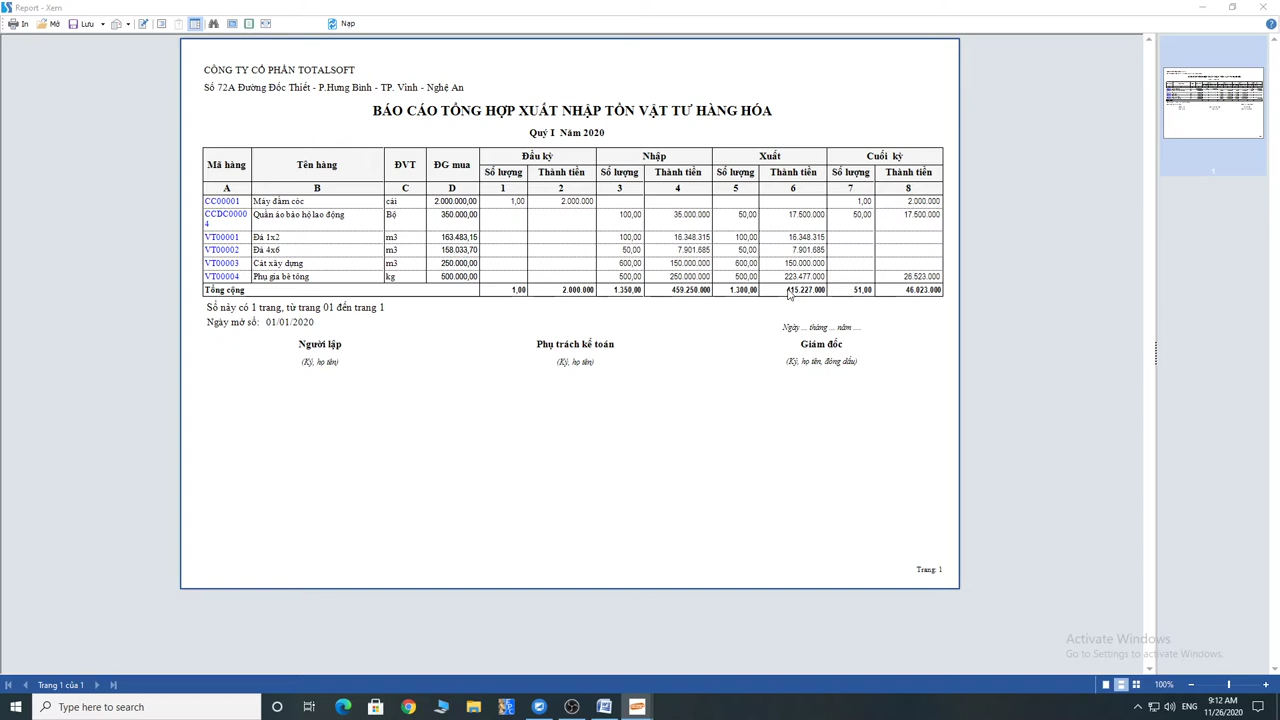 Report - Xem
In Mở Lưu Nạp
CÔNG TY CỔ PHẦN TOTALSOFT
Số 72A Đường Đốc Thiết - P.Hưng Bình - TP. Vinh - Nghệ An
BÁO CÁO TỔNG HỢP XUẤT NHẬP TỒN VẬT TƯ HÀNG HÓA
Quý I Năm 2020
Mã hàng Tên hàng ĐVT ĐG mua Đầu kỳ Nhập Xuất Cuối kỳ
Số lượng Thành tiền Số lượng Thành tiền Số lượng Thành tiền Số lượng Thành tiền
A B C D 1 2 3 4 5 6 7 8
CC00001 Máy đầm cóc cái 2.000.000,00 1,00 2.000.000 1,00 2.000.000
CCDC00004 Quần áo bảo hộ lao động Bộ 350.000,00 100,00 35.000.000 50,00 17.500.000 50,00 17.500.000
VT00001 Đá 1x2 m3 163.483,15 100,00 16.348.315 100,00 16.348.315
VT00002 Đá 4x6 m3 158.033,70 50,00 7.901.685 50,00 7.901.685
VT00003 Cát xây dựng m3 250.000,00 600,00 150.000.000 600,00 150.000.000
VT00004 Phụ gia bê tông kg 500.000,00 500,00 250.000.000 500,00 223.477.000 26.523.000
Tổng cộng 1,00 2.000.000 1.350,00 459.250.000 1.300,00 415.227.000 51,00 46.023.000
Sổ này có 1 trang, từ trang 01 đến trang 1
Ngày mở sổ: 01/01/2020
Ngày ... tháng ... năm ....
Người lập Phụ trách kế toán Giám đốc
(Ký, họ tên) (Ký, họ tên) (Ký, họ tên, đóng dấu)
Trang: 1
1
Activate Windows
Go to Settings to activate Windows.
Trang 1 của 1 100%
Type here to search
ENG
9:12 AM
11/26/2020